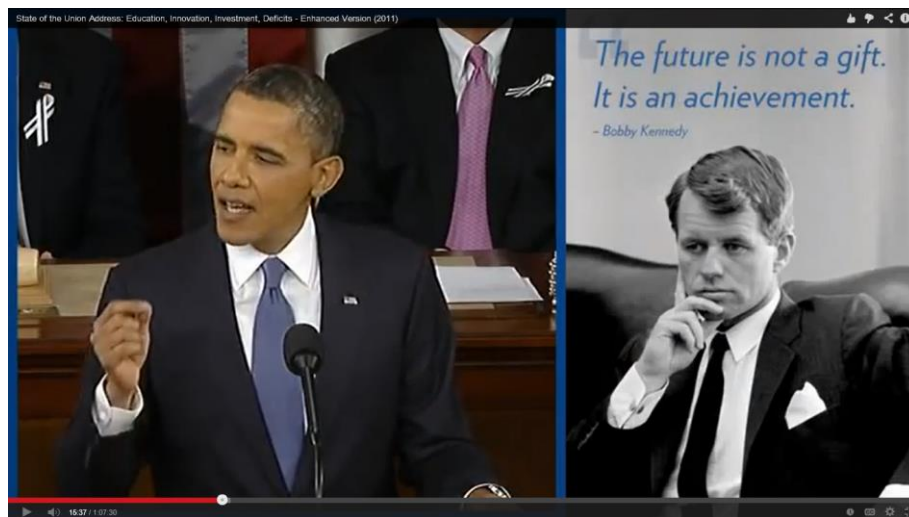 State of the Union Address: Education, Innovation, Investment, Deficits - Enhanced Version (2011)
The future is not a gift.
It is an achievement.
– Bobby Kennedy
15:37 / 1:07:30